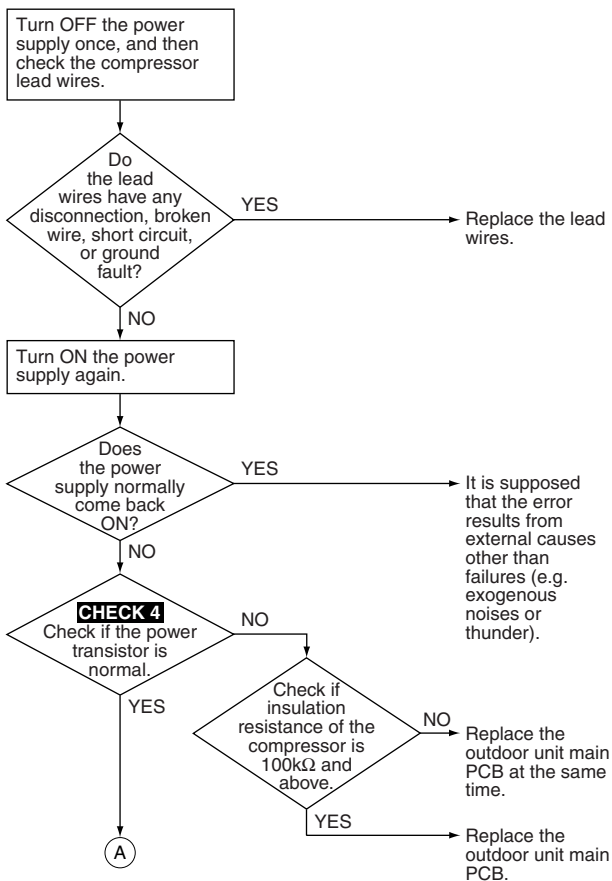 Turn OFF the power
supply once, and then
check the compressor
lead wires.
Do
the lead
wires have any
disconnection, broken
wire, short circuit,
or ground
fault?
YES
Replace the lead
wires.
NO
Turn ON the power
supply again.
Does
the power
supply normally
come back
ON?
YES
It is supposed
that the error
results from
external causes
other than
failures (e.g.
exogenous
noises or
thunder).
NO
CHECK 4
Check if the power
transistor is
normal.
NO
YES
Check if
insulation
resistance of the
compressor is
100kΩ and
above.
NO
Replace the
outdoor unit main
PCB at the same
time.
YES
Replace the
outdoor unit main
PCB.
A